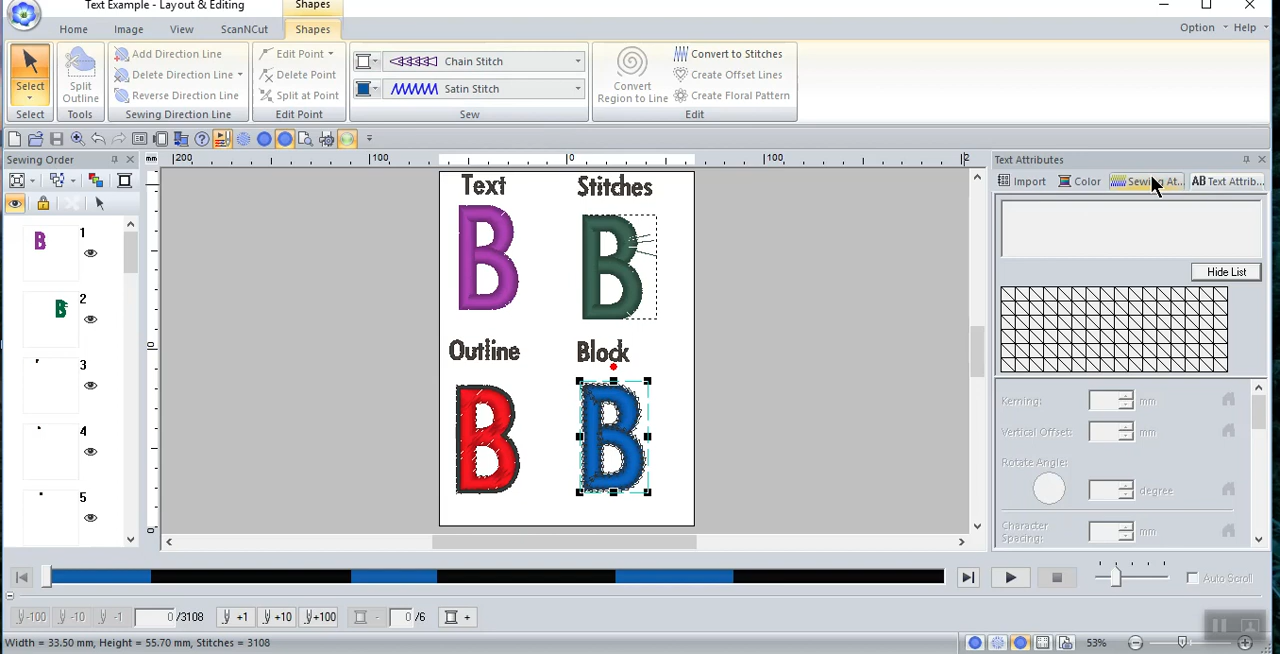 Text Example - Layout & Editing
Shapes
Home
Image
View
ScanNCut
Shapes
Option
Help
Select
Select
Split
Outline
Tools
Add Direction Line
Delete Direction Line
Reverse Direction Line
Sewing Direction Line
Edit Point
Delete Point
Split at Point
Edit Point
Chain Stitch
Satin Stitch
Sew
Convert
Region to Line
Convert to Stitches
Create Offset Lines
Create Floral Pattern
Edit
Sewing Order
1
2
3
4
5
mm
200
100
0
100
2
0
0
Text
Stitches
B
B
Outline
Block
B
B
Text Attributes
Import
Color
Sewing At...
AB Text Attrib...
Hide List
Kerning:
mm
Vertical Offset:
mm
Rotate Angle:
degree
Character
Spacing:
mm
Auto Scroll
-100
-10
-1
0
/3108
+1
+10
+100
-
0
/6
+
Width = 33.50 mm, Height = 55.70 mm, Stitches = 3108
53%